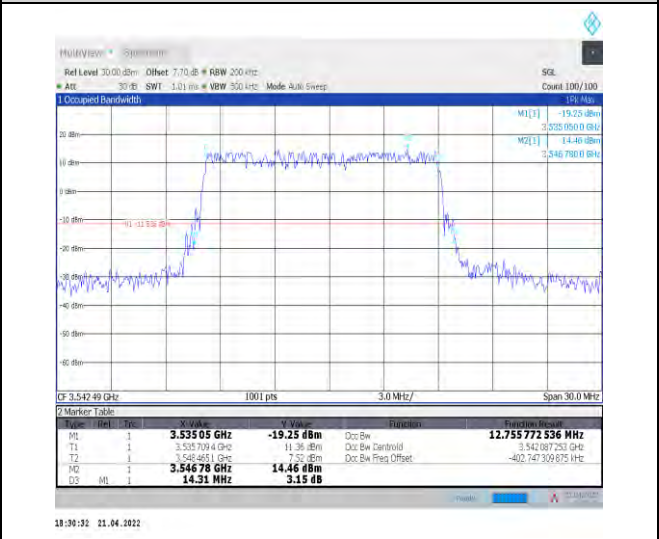 MultiView Spectrum
Ref Level 30.00 dBm Offset 7.70 dB RBW 200 kHz SGL
Att 30 dB SWT 1.01 ms VBW 500 kHz Mode Auto Sweep Count 100/100
1 Occupied Bandwidth 1Pk Max
M1[1] -19.25 dBm
3.535 050 0 GHz
M2[1] 14.46 dBm
3.546 780 0 GHz
20 dBm
10 dBm
0 dBm
-10 dBm
-20 dBm
-30 dBm
-40 dBm
-50 dBm
-60 dBm
CF 3.542 49 GHz 1001 pts 3.0 MHz/ Span 30.0 MHz
2 Marker Table
Type Ref Trc X-Value Y-Value Function Function Result
M1 1 3.535 05 GHz -19.25 dBm Occ Bw 12.755 772 536 MHz
T1 1 3.535 709 4 GHz 11.36 dBm Occ Bw Centroid 3.542 087 253 GHz
T2 1 3.548 465 1 GHz 7.52 dBm Occ Bw Freq Offset -402.747 309 875 kHz
M2 1 3.546 78 GHz 14.46 dBm
D3 M1 1 14.31 MHz 3.15 dB
18:30:32 21.04.2022